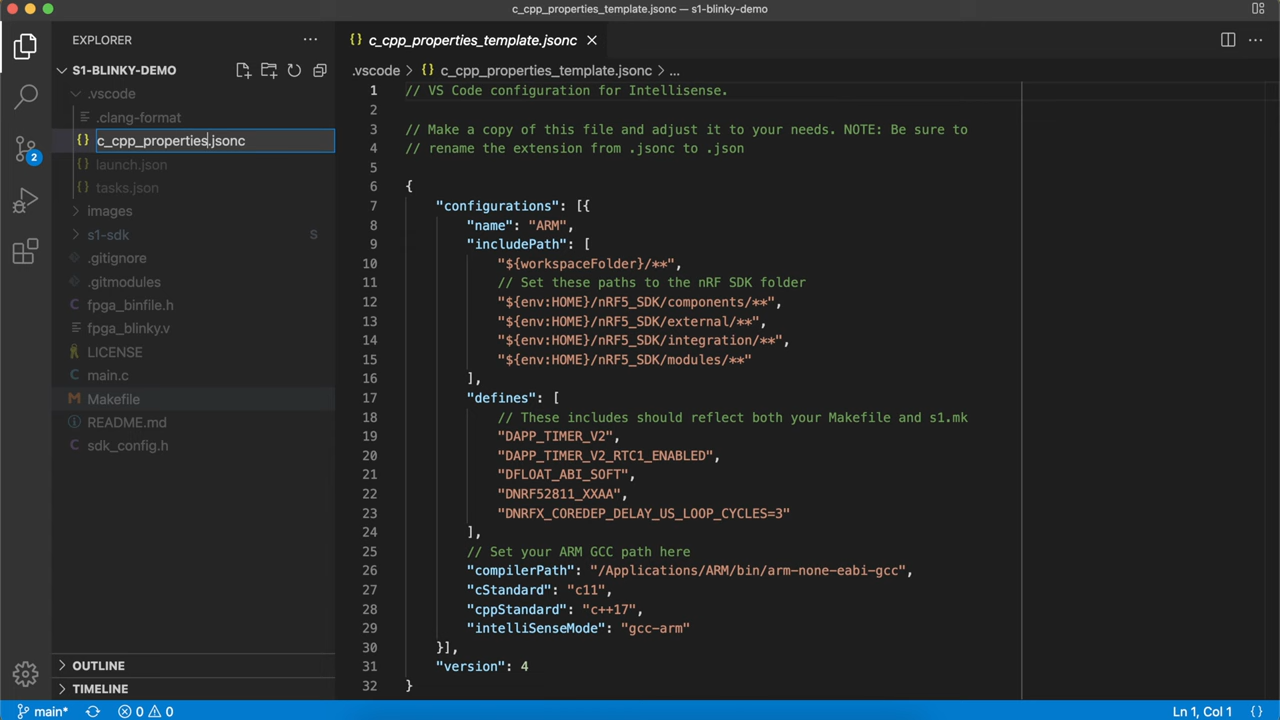 c_cpp_properties_template.jsonc — s1-blinky-demo
EXPLORER
S1-BLINKY-DEMO
.vscode
.clang-format
c_cpp_properties.jsonc
launch.json
tasks.json
images
s1-sdk S
.gitignore
.gitmodules
fpga_binfile.h
fpga_blinky.v
LICENSE
main.c
Makefile
README.md
sdk_config.h
OUTLINE
TIMELINE
2
c_cpp_properties_template.jsonc
.vscode > {} c_cpp_properties_template.jsonc > ...
1 // VS Code configuration for Intellisense.
2
3 // Make a copy of this file and adjust it to your needs. NOTE: Be sure to
4 // rename the extension from .jsonc to .json
5
6 {
7 "configurations": [{
8 "name": "ARM",
9 "includePath": [
10 "${workspaceFolder}/**",
11 // Set these paths to the nRF SDK folder
12 "${env:HOME}/nRF5_SDK/components/**",
13 "${env:HOME}/nRF5_SDK/external/**",
14 "${env:HOME}/nRF5_SDK/integration/**",
15 "${env:HOME}/nRF5_SDK/modules/**"
16 ],
17 "defines": [
18 // These includes should reflect both your Makefile and s1.mk
19 "DAPP_TIMER_V2",
20 "DAPP_TIMER_V2_RTC1_ENABLED",
21 "DFLOAT_ABI_SOFT",
22 "DNRF52811_XXAA",
23 "DNRFX_COREDEP_DELAY_US_LOOP_CYCLES=3"
24 ],
25 // Set your ARM GCC path here
26 "compilerPath": "/Applications/ARM/bin/arm-none-eabi-gcc",
27 "cStandard": "c11",
28 "cppStandard": "c++17",
29 "intelliSenseMode": "gcc-arm"
30 }],
31 "version": 4
32 }
main* 0 0
Ln 1, Col 1 {}